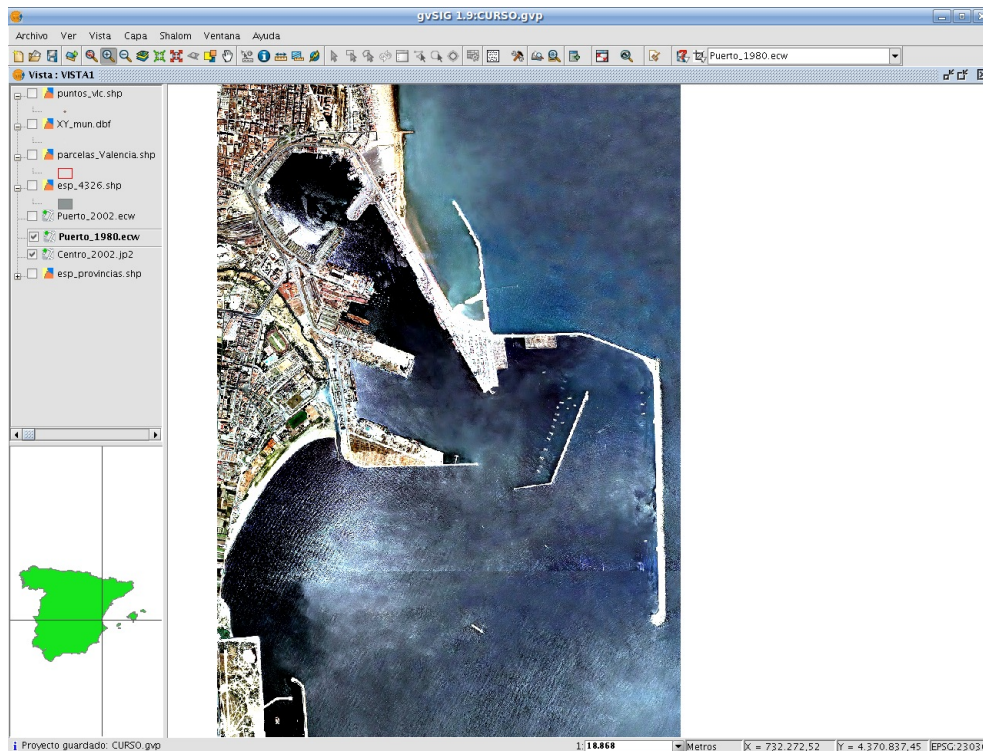 gvSIG 1.9:CURSO.gvp
Archivo Ver Vista Capa Shalom Ventana Ayuda
Puerto_1980.ecw
Vista : VISTA1
puntos_vlc.shp
XY_mun.dbf
parcelas_Valencia.shp
esp_4326.shp
Puerto_2002.ecw
Puerto_1980.ecw
Centro_2002.jp2
esp_provincias.shp
Proyecto guardado: CURSO.gvp
1: 18.868
Metros
X = 732.272,52
Y = 4.370.837,45